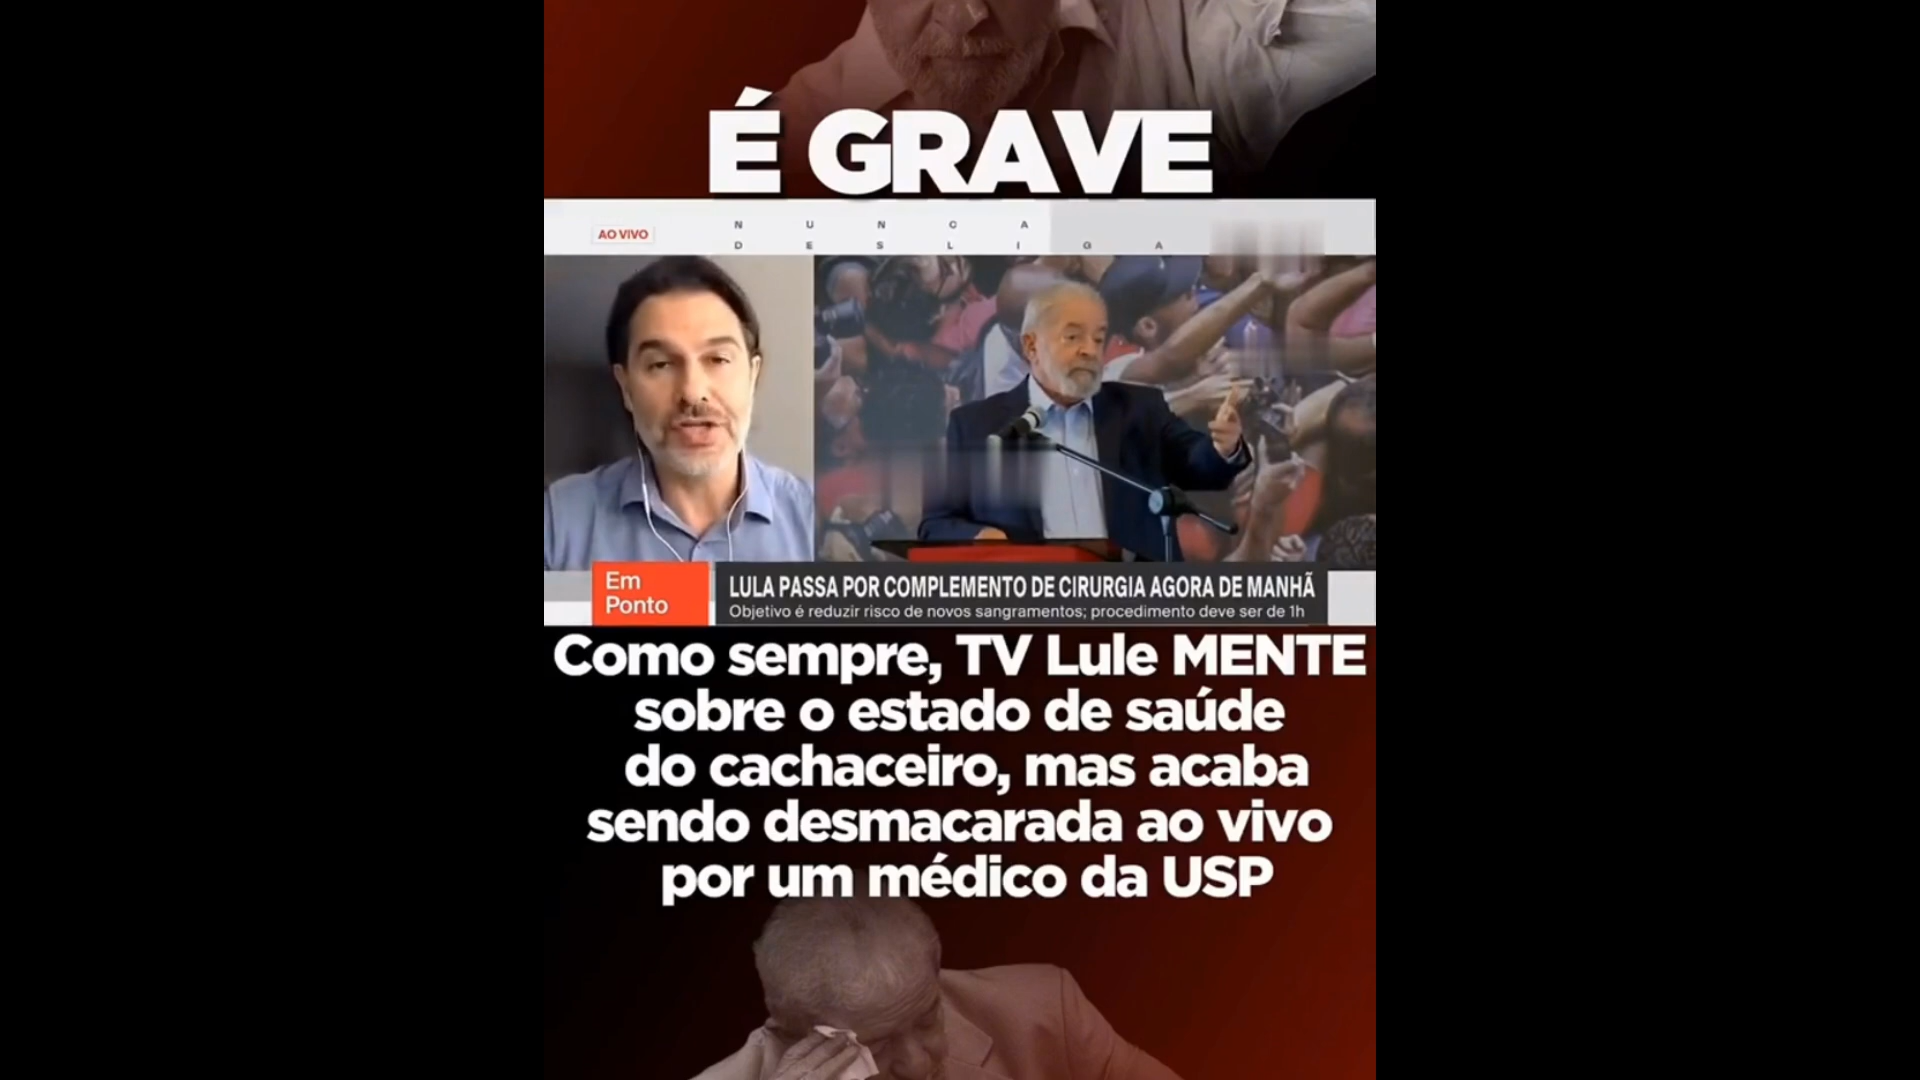 É GRAVE
AO VIVO
NUNCA
DESLIGA
Em
Ponto
LULA PASSA POR COMPLEMENTO DE CIRURGIA AGORA DE MANHÃ
Objetivo é reduzir risco de novos sangramentos; procedimento deve ser de 1h
Como sempre, TV Lule MENTE
sobre o estado de saúde
do cachaceiro, mas acaba
sendo desmacarada ao vivo
por um médico da USP